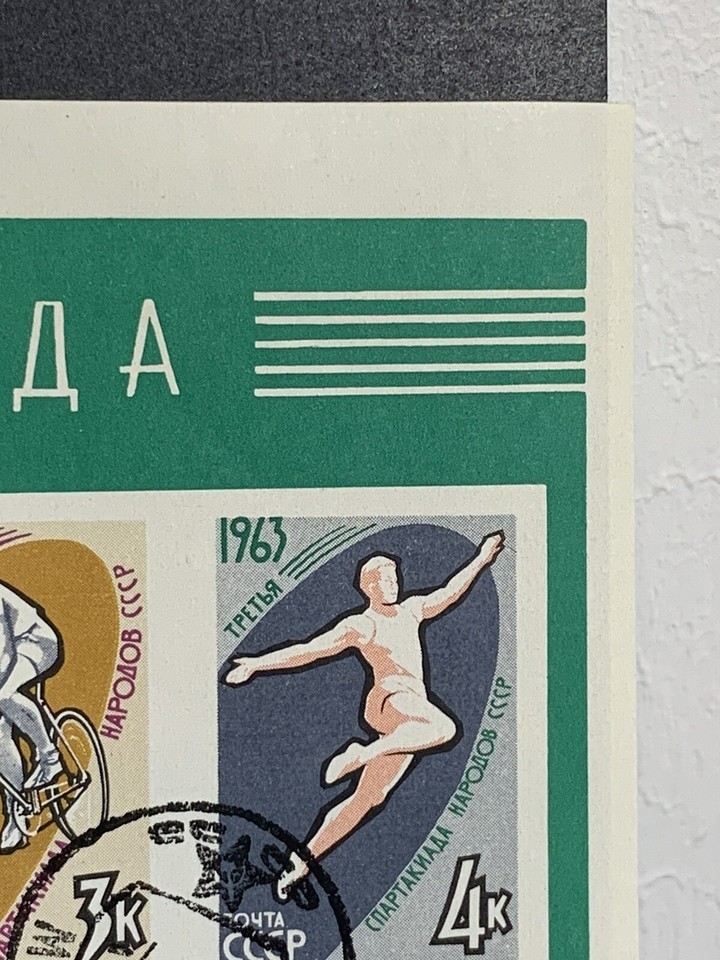 ДА
1963
ТРЕТЬЯ
СПАРТАКИАДА НАРОДОВ СССР
ПОЧТА
СССР
4К
НАРОДОВ СССР
3К